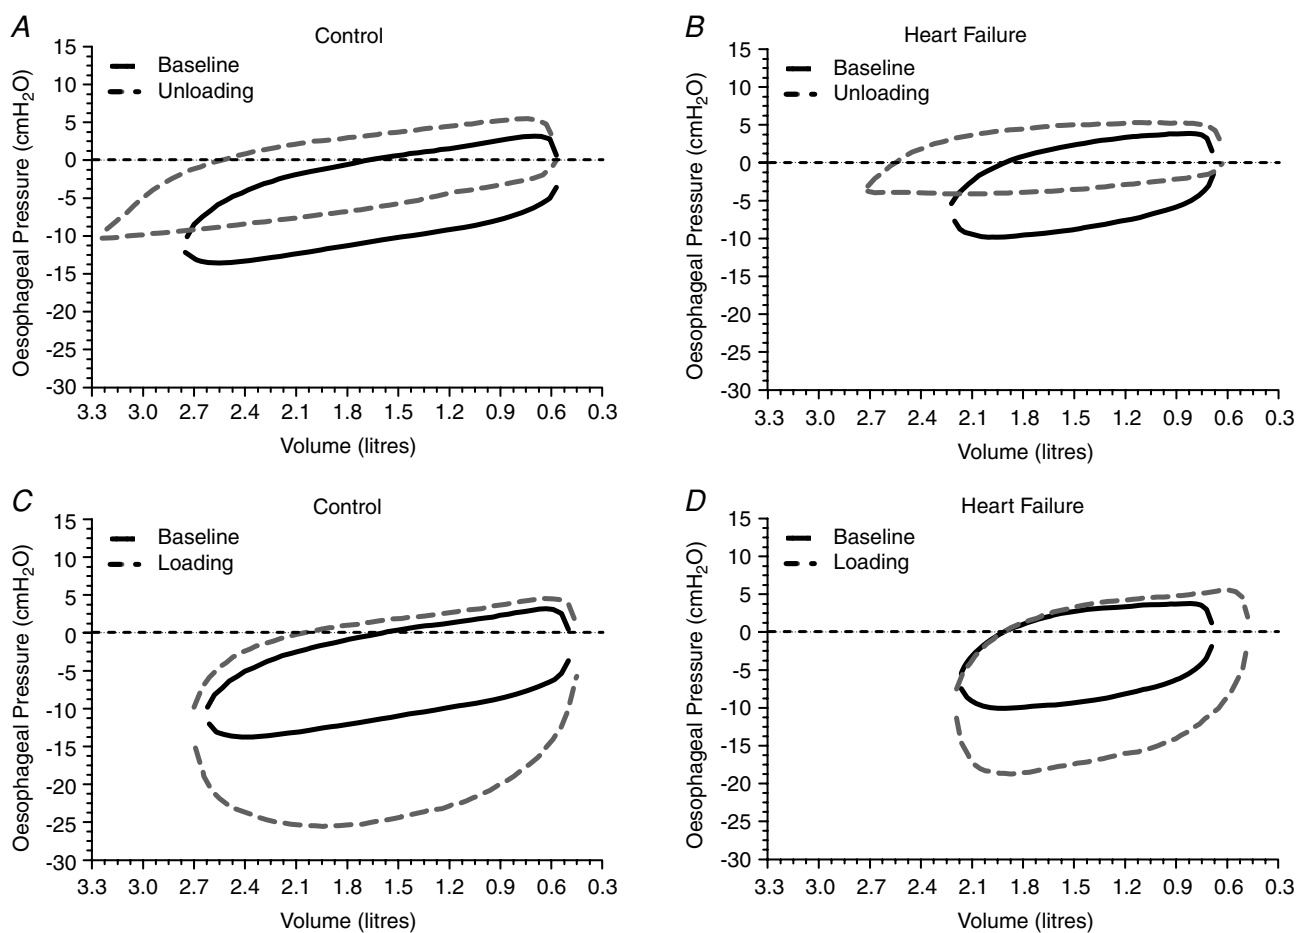 A
Control
Oesophageal Pressure (cmH₂O)
15
10
5
0
-5
-10
-15
-20
-25
-30
Baseline
Unloading
3.3 3.0 2.7 2.4 2.1 1.8 1.5 1.2 0.9 0.6 0.3
Volume (litres)
B
Heart Failure
Oesophageal Pressure (cmH₂O)
15
10
5
0
-5
-10
-15
-20
-25
-30
Baseline
Unloading
3.3 3.0 2.7 2.4 2.1 1.8 1.5 1.2 0.9 0.6 0.3
Volume (litres)
C
Control
Oesophageal Pressure (cmH₂O)
15
10
5
0
-5
-10
-15
-20
-25
-30
Baseline
Loading
3.3 3.0 2.7 2.4 2.1 1.8 1.5 1.2 0.9 0.6 0.3
Volume (litres)
D
Heart Failure
Oesophageal Pressure (cmH₂O)
15
10
5
0
-5
-10
-15
-20
-25
-30
Baseline
Loading
3.3 3.0 2.7 2.4 2.1 1.8 1.5 1.2 0.9 0.6 0.3
Volume (litres)